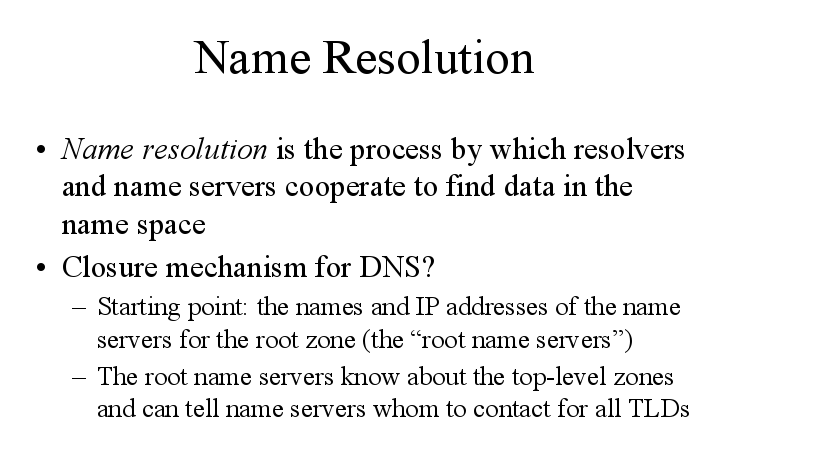 Name Resolution
• Name resolution is the process by which resolvers
and name servers cooperate to find data in the
name space
• Closure mechanism for DNS?
– Starting point: the names and IP addresses of the name
servers for the root zone (the “root name servers”)
– The root name servers know about the top-level zones
and can tell name servers whom to contact for all TLDs